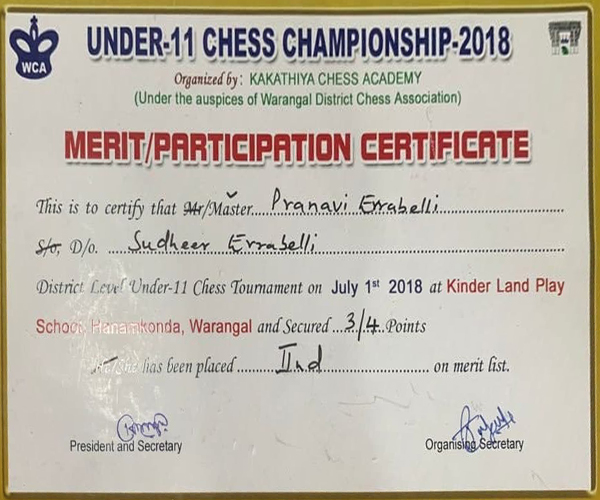 WCA
UNDER-11 CHESS CHAMPIONSHIP-2018
Organized by: KAKATHIYA CHESS ACADEMY
(Under the auspices of Warangal District Chess Association)
MERIT/PARTICIPATION CERTIFICATE
This is to certify that Mr/Master....Pranavi Errabelli....
S/o, D/o. ....Sudheer Errabelli....
District Level Under-11 Chess Tournament on July 1st 2018 at Kinder Land Play
School, Hanamkonda, Warangal and Secured ...3/4..Points
He/She has been placed ..........IInd.......... on merit list.
President and Secretary
Organising Secretary